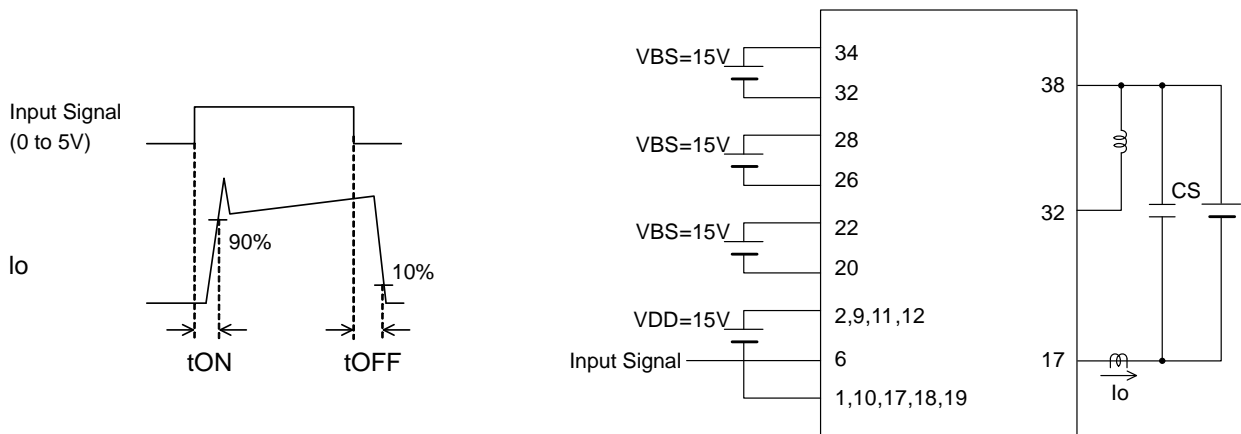 Input Signal
(0 to 5V)
Io
90%
10%
tON
tOFF
VBS=15V
34
32
VBS=15V
28
26
VBS=15V
22
20
VDD=15V
2,9,11,12
Input Signal
6
1,10,17,18,19
38
32
CS
17
Io